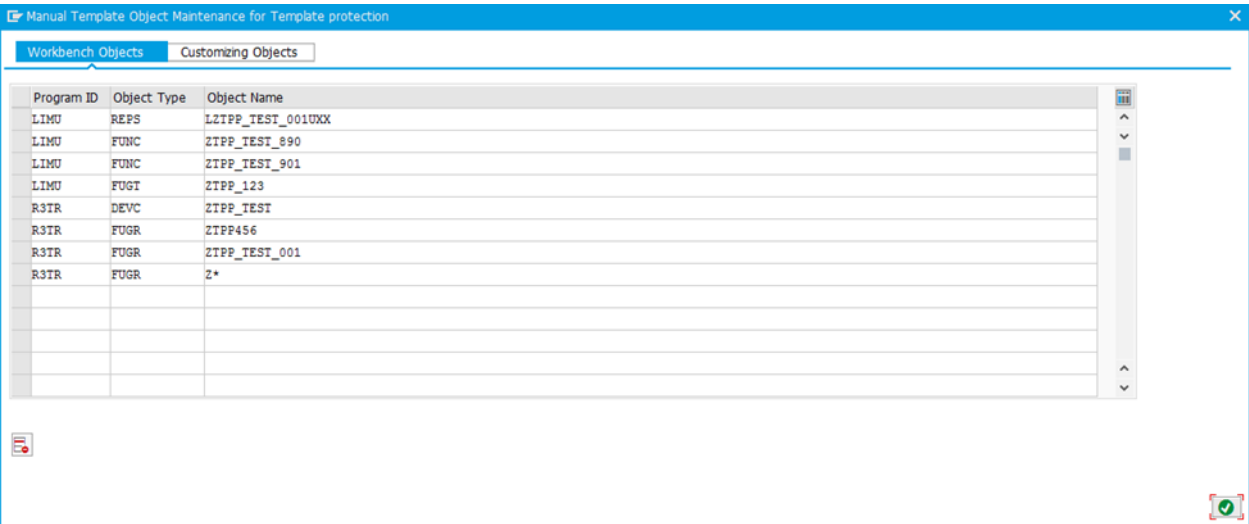 Manual Template Object Maintenance for Template protection
Workbench Objects Customizing Objects
Program ID Object Type Object Name
LIMU REPS LZTPP_TEST_001UXX
LIMU FUNC ZTPP_TEST_890
LIMU FUNC ZTPP_TEST_901
LIMU FUGT ZTPP_123
R3TR DEVC ZTPP_TEST
R3TR FUGR ZTPP456
R3TR FUGR ZTPP_TEST_001
R3TR FUGR Z*